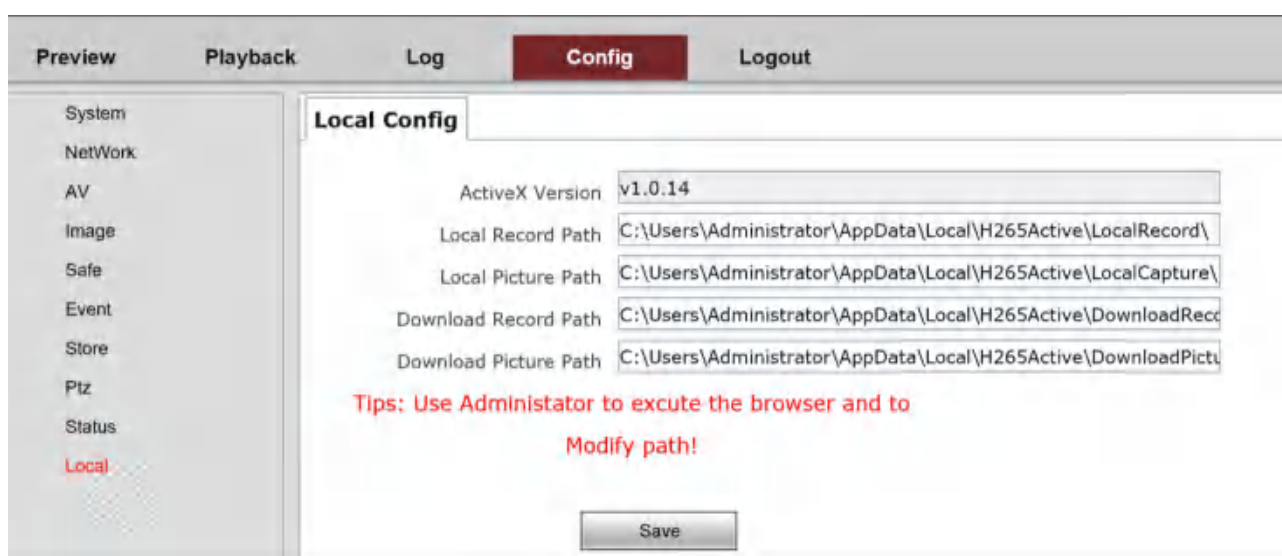 Preview Playback Log Config Logout
System
NetWork
AV
Image
Safe
Event
Store
Ptz
Status
Local
Local Config
ActiveX Version v1.0.14
Local Record Path C:\Users\Administrator\AppData\Local\H265Active\LocalRecord\
Local Picture Path C:\Users\Administrator\AppData\Local\H265Active\LocalCapture\
Download Record Path C:\Users\Administrator\AppData\Local\H265Active\DownloadRecc
Download Picture Path C:\Users\Administrator\AppData\Local\H265Active\DownloadPictu
Tips: Use Administator to excute the browser and to
Modify path!
Save